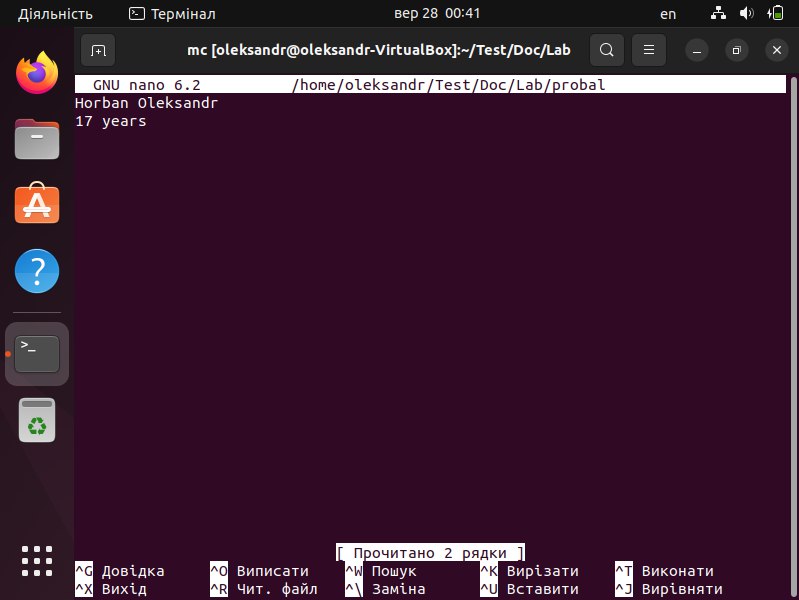 Діяльність Термінал вер 28 00:41 en
mc [oleksandr@oleksandr-VirtualBox]:~/Test/Doc/Lab
GNU nano 6.2 /home/oleksandr/Test/Doc/Lab/probal
Horban Oleksandr
17 years
[ Прочитано 2 рядки ]
^G Довідка ^O Виписати ^W Пошук ^K Вирізати ^T Виконати
^X Вихід ^R Чит. файл ^\ Заміна ^U Вставити ^J Вирівняти